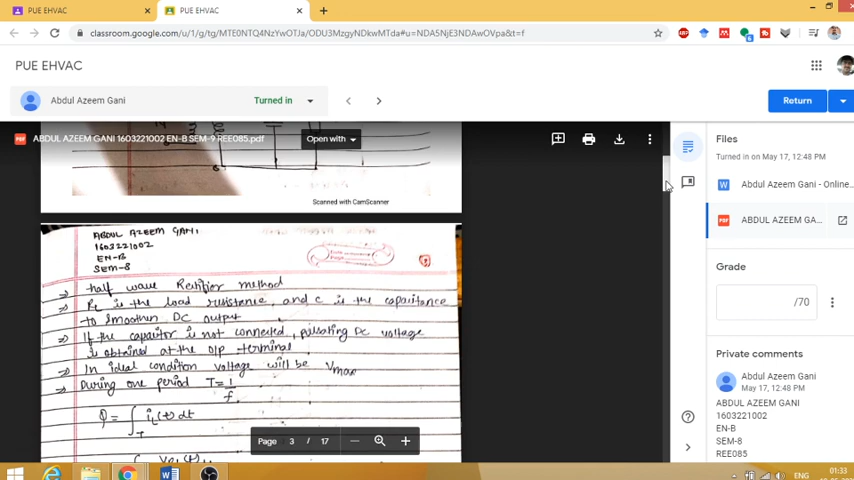 PUE EHVAC
PUE EHVAC
classroom.google.com/u/1/g/tg/MTE0NTQ4NzYwOTJa/ODU3MzgyNDkwMTda#u=NDA5NjE3NDAwOVpa&t=f
PUE EHVAC
Abdul Azeem Gani
Turned in
Return
ABDUL AZEEM GANI 1603221002 EN-B SEM-9 REE085.pdf
Open with
Scanned with CamScanner
ABDUL AZEEM GANI
1603221002
EN-B
SEM-8
3
→ Half wave Rectifier method
→ RL is the load resistance, and c is the capacitance
to smoothen DC output
→ If the capacitor is not connected, pulsating DC voltage
is obtained at the o/p terminal
→ In ideal condition voltage will be Vmax
→ During one period T = 1/f
Q = ∫T iL(t) dt
Page 3 / 17
Files
Turned in on May 17, 12:48 PM
Abdul Azeem Gani - Online...
ABDUL AZEEM GA...
Grade
/70
Private comments
Abdul Azeem Gani
May 17, 12:48 PM
ABDUL AZEEM GANI
1603221002
EN-B
SEM-8
REE085
ENG
01:33